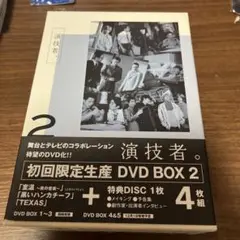 2
演技者。
舞台とテレビのコラボレーション
待望のDVD化!!
演技者。
初回限定生産 DVD BOX 2
「室温 ～夜の音楽～」
「黒いハンカチーフ」
「TEXAS」
DVD BOX 1～3
+
特典DISC 1枚
●メイキング ●予告集
●劇作家・出演者インタビュー
DVD BOX 4&5
4枚組